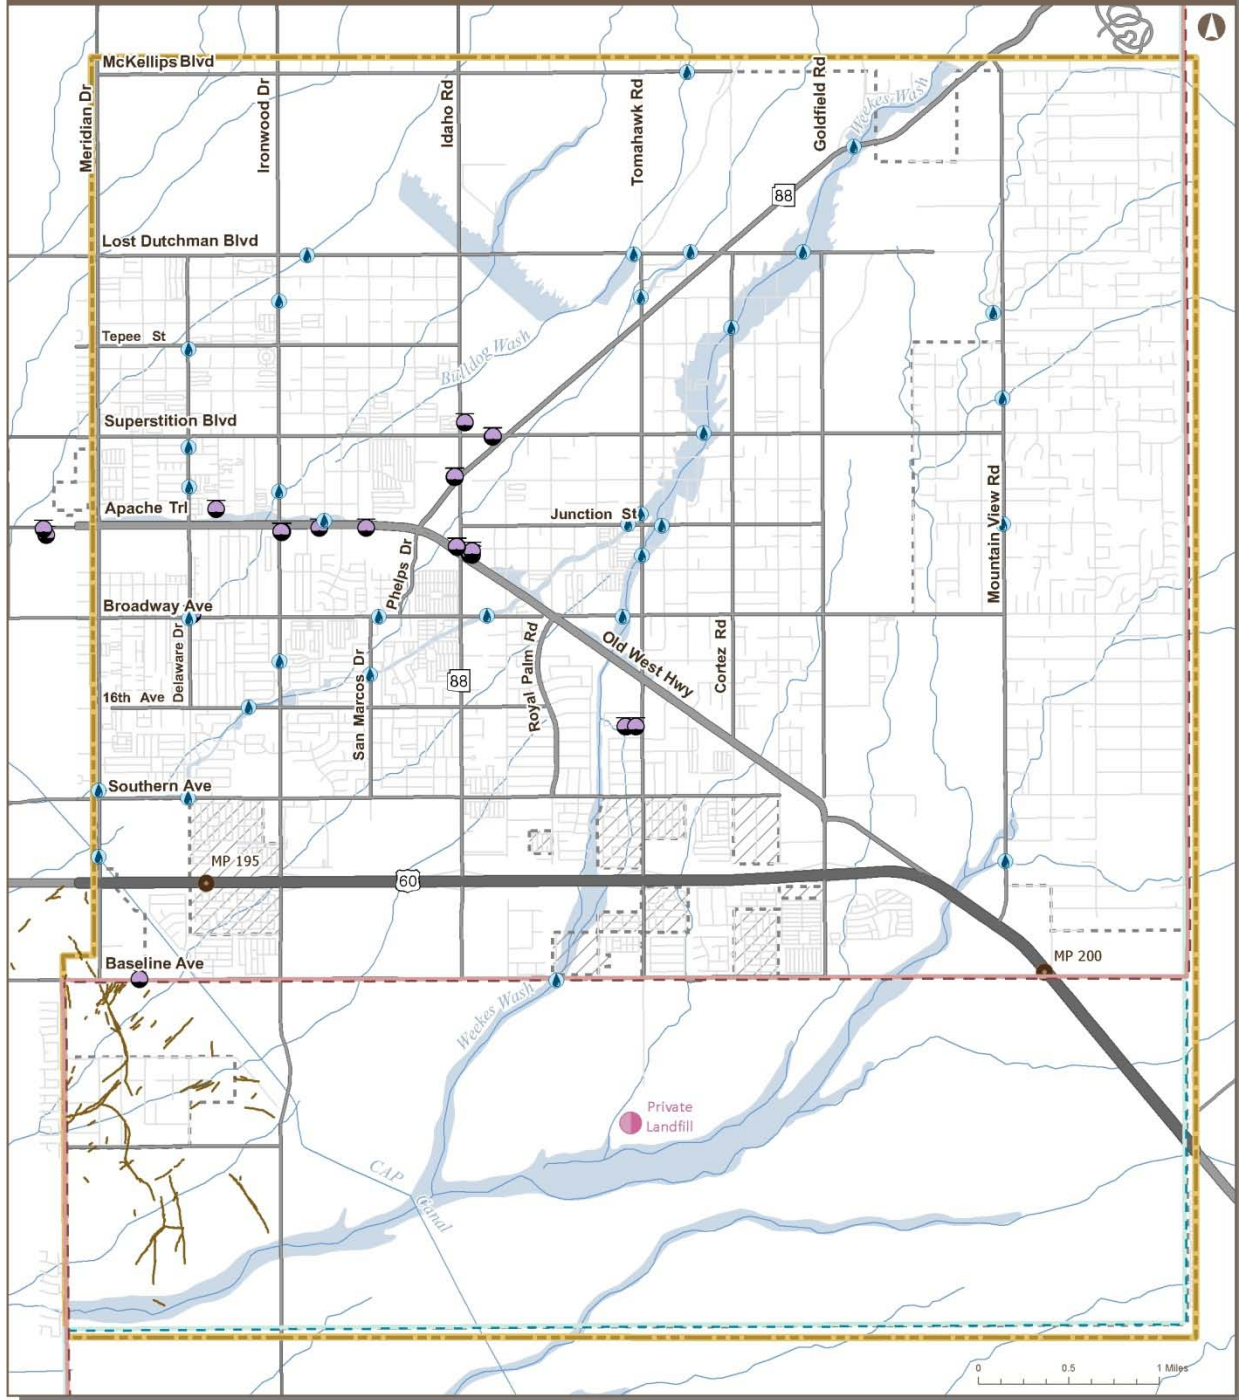 McKellips Blvd
Meridian Dr
Ironwood Dr
Idaho Rd
Tomahawk Rd
Goldfield Rd
Weekes Wash
88
Lost Dutchman Blvd
Tepee St
Bulldog Wash
Superstition Blvd
Apache Trl
Junction St
Mountain View Rd
Phelps Dr
Broadway Ave
Delaware Dr
San Marcos Dr
88
Royal Palm Rd
Old West Hwy
Cortez Rd
16th Ave
Southern Ave
MP 195
60
Baseline Ave
MP 200
Weekes Wash
Private
Landfill
CAP
Canal
0 0.5 1 Miles